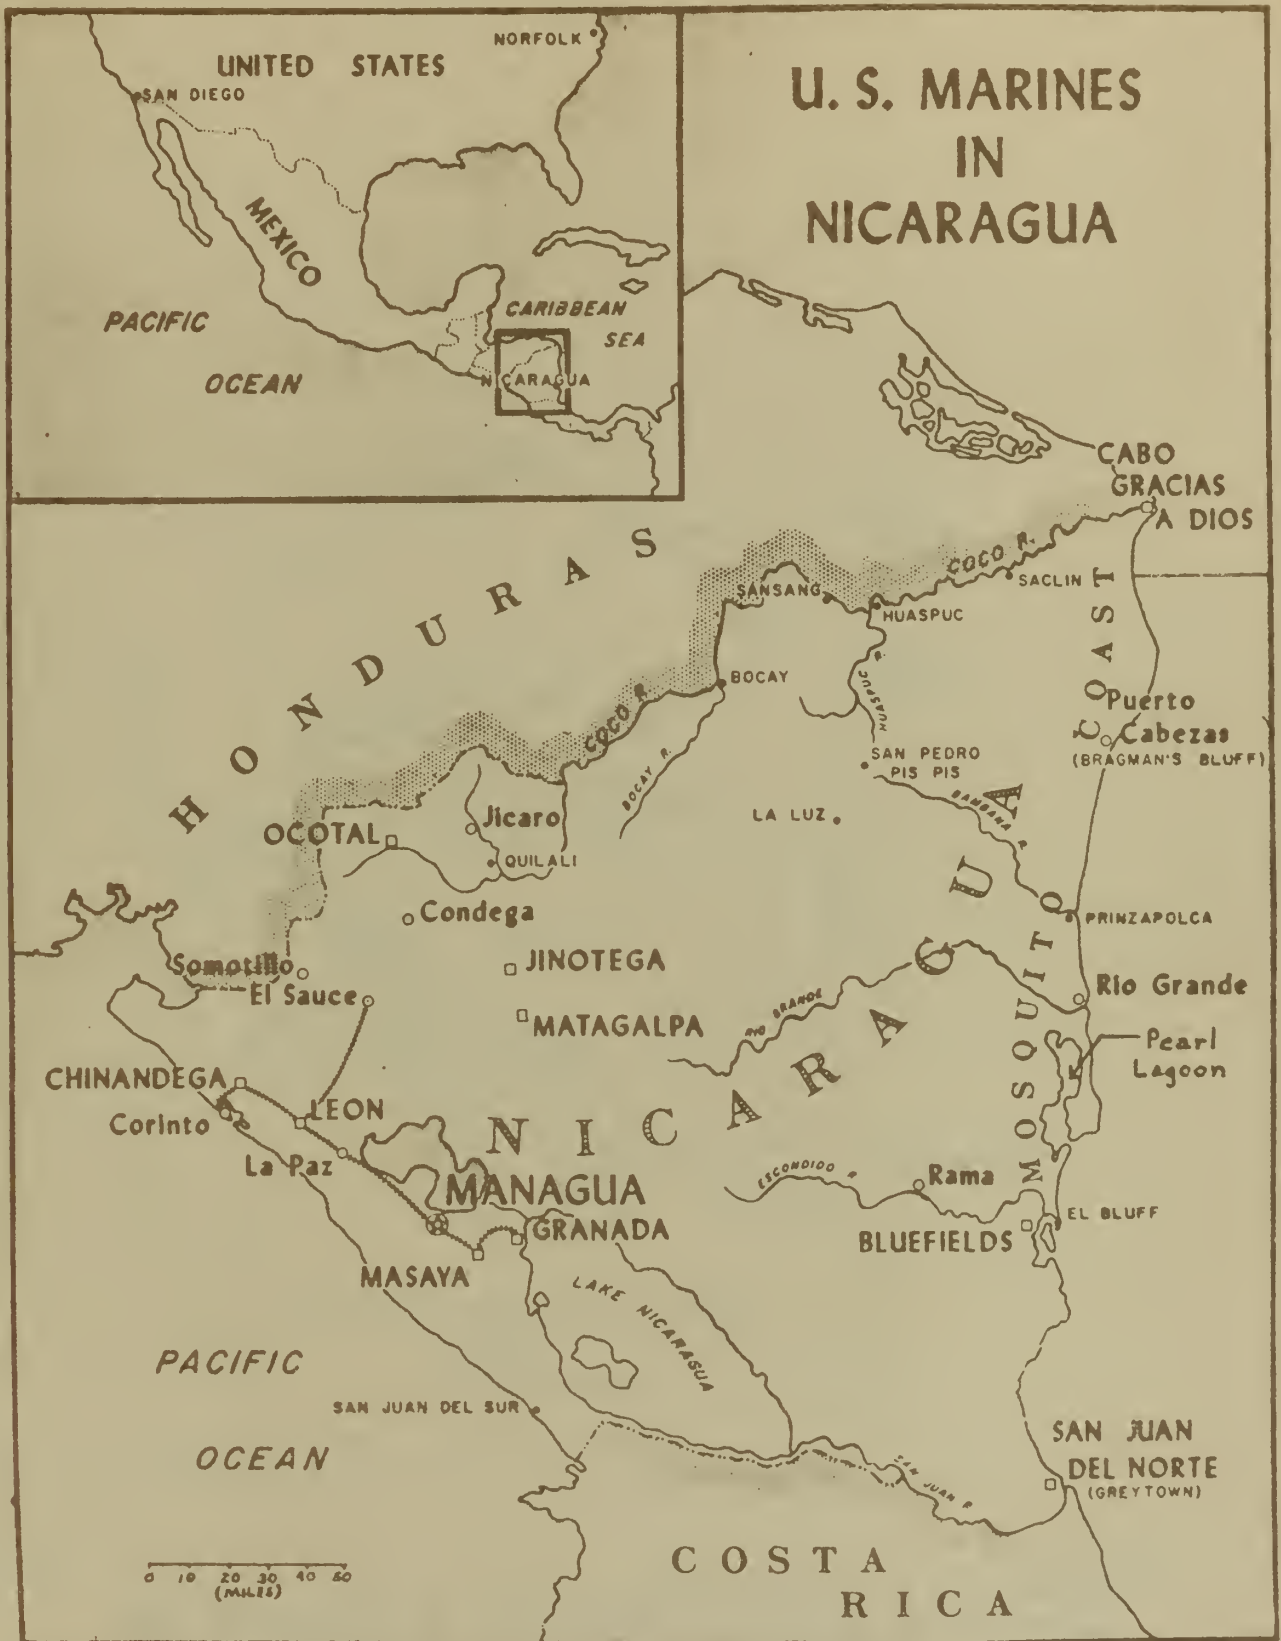 NORFOLK
UNITED STATES
SAN DIEGO
MEXICO
PACIFIC
OCEAN
CARIBBEAN
SEA
NICARAGUA
U. S. MARINES
IN
NICARAGUA
CABO
GRACIAS
A DIOS
HONDURAS
COCO R.
SACLIN
SANSANG
HUASPUC
HUASPUC R.
BOCAY
COCO R.
BOCAY R.
Puerto
Cabezas
(BRAGMAN'S BLUFF)
SAN PEDRO
PIS PIS
BAMBANA R.
LA LUZ
OCOTAL
Jicaro
QUILALI
Condega
PRINZAPOLCA
JINOTEGA
Somotillo
El Sauce
Rio Grande
RIO GRANDE
MATAGALPA
Pearl
Lagoon
MOSQUITO COAST
NICARAGUA
CHINANDEGA
Corinto
LEON
La Paz
MANAGUA
GRANADA
MASAYA
ESCONDIDO R.
Rama
BLUEFIELDS
EL BLUFF
LAKE NICARAGUA
PACIFIC
OCEAN
SAN JUAN DEL SUR
SAN JUAN R.
SAN JUAN
DEL NORTE
(GREYTOWN)
COSTA
RICA
0 10 20 30 40 50
(MILES)